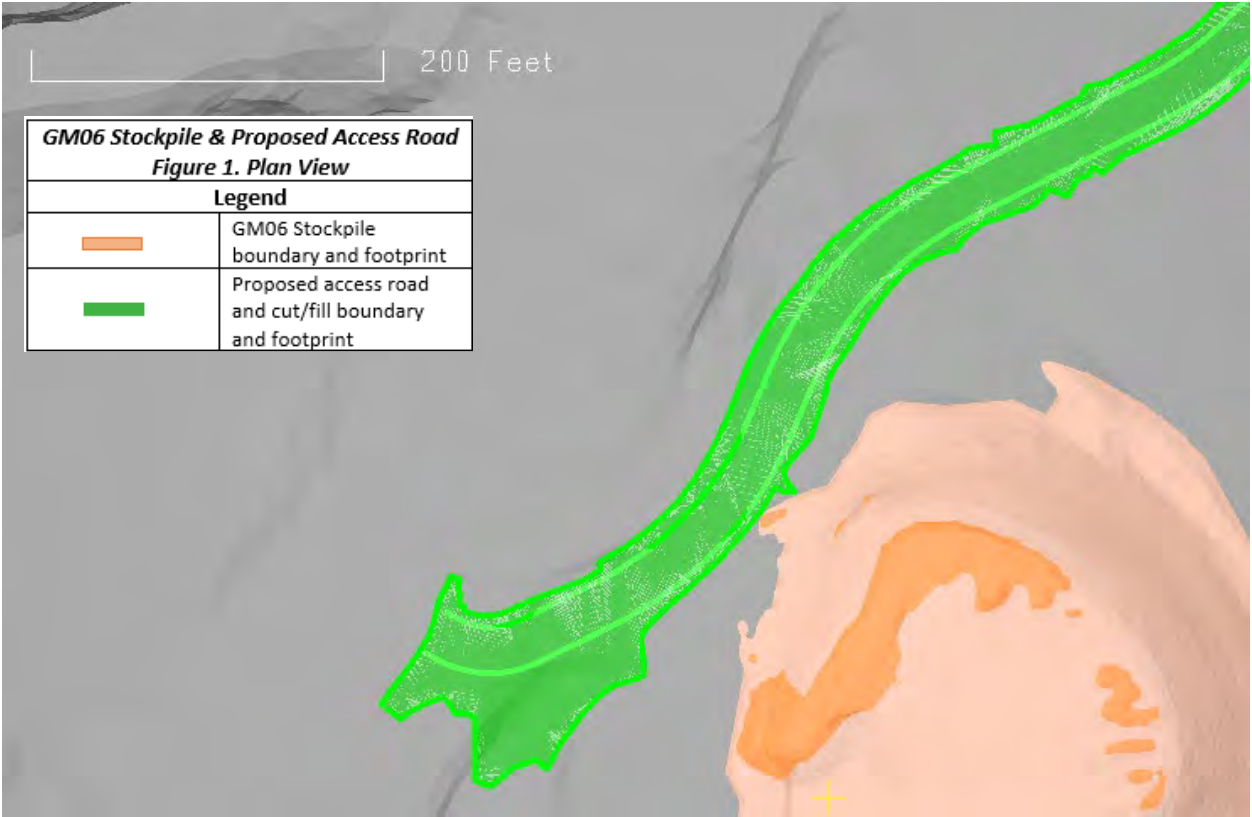 200 Feet
GM06 Stockpile & Proposed Access Road
Figure 1. Plan View
Legend
GM06 Stockpile
boundary and footprint
Proposed access road
and cut/fill boundary
and footprint